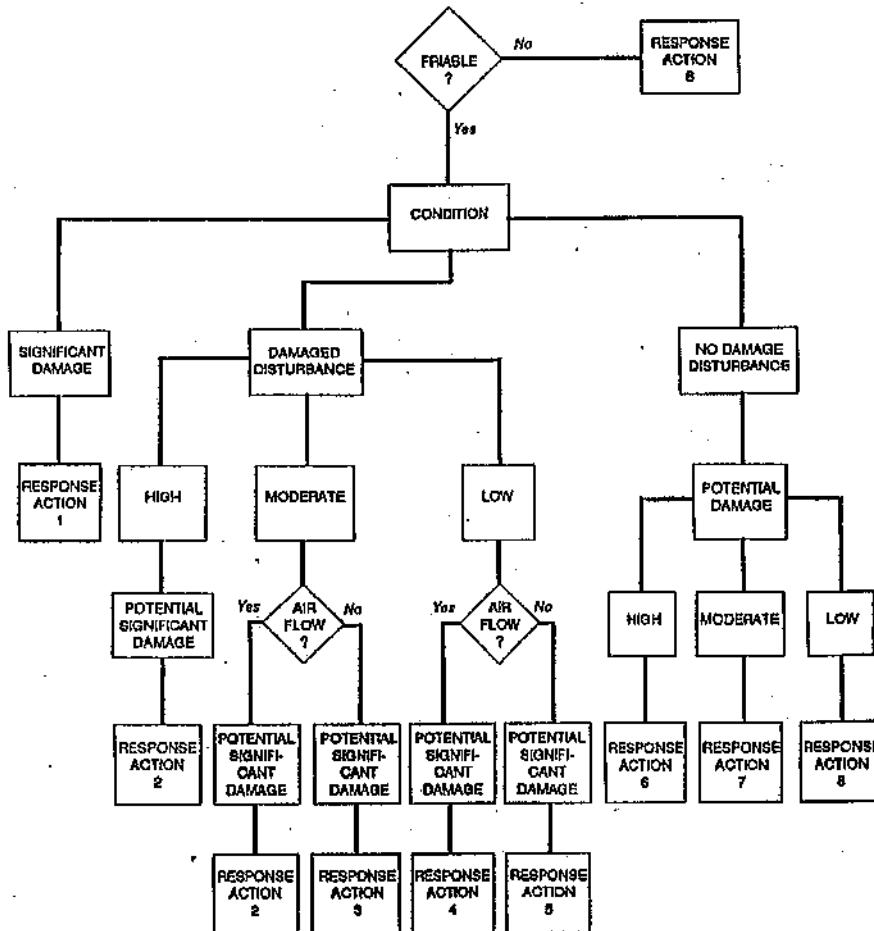 FRIABLE
?
No
RESPONSE
ACTION
Yes
CONDITION
SIGNIFICANT
DAMAGE
DAMAGED
DISTURBANCE
NO DAMAGE
DISTURBANCE
RESPONSE
ACTION
1
HIGH
MODERATE
LOW
POTENTIAL
DAMAGE
POTENTIAL
SIGNIFICANT
DAMAGE
Yes
AIR
FLOW
?
No
Yes
AIR
FLOW
?
No
HIGH
MODERATE
LOW
RESPONSE
ACTION
2
POTENTIAL
SIGNIFI-
CANT
DAMAGE
POTENTIAL
SIGNIFI-
CANT
DAMAGE
POTENTIAL
SIGNIFI-
CANT
DAMAGE
POTENTIAL
SIGNIFI-
CANT
DAMAGE
RESPONSE
ACTION
6
RESPONSE
ACTION
7
RESPONSE
ACTION
8
RESPONSE
ACTION
2
RESPONSE
ACTION
3
RESPONSE
ACTION
4
RESPONSE
ACTION
5